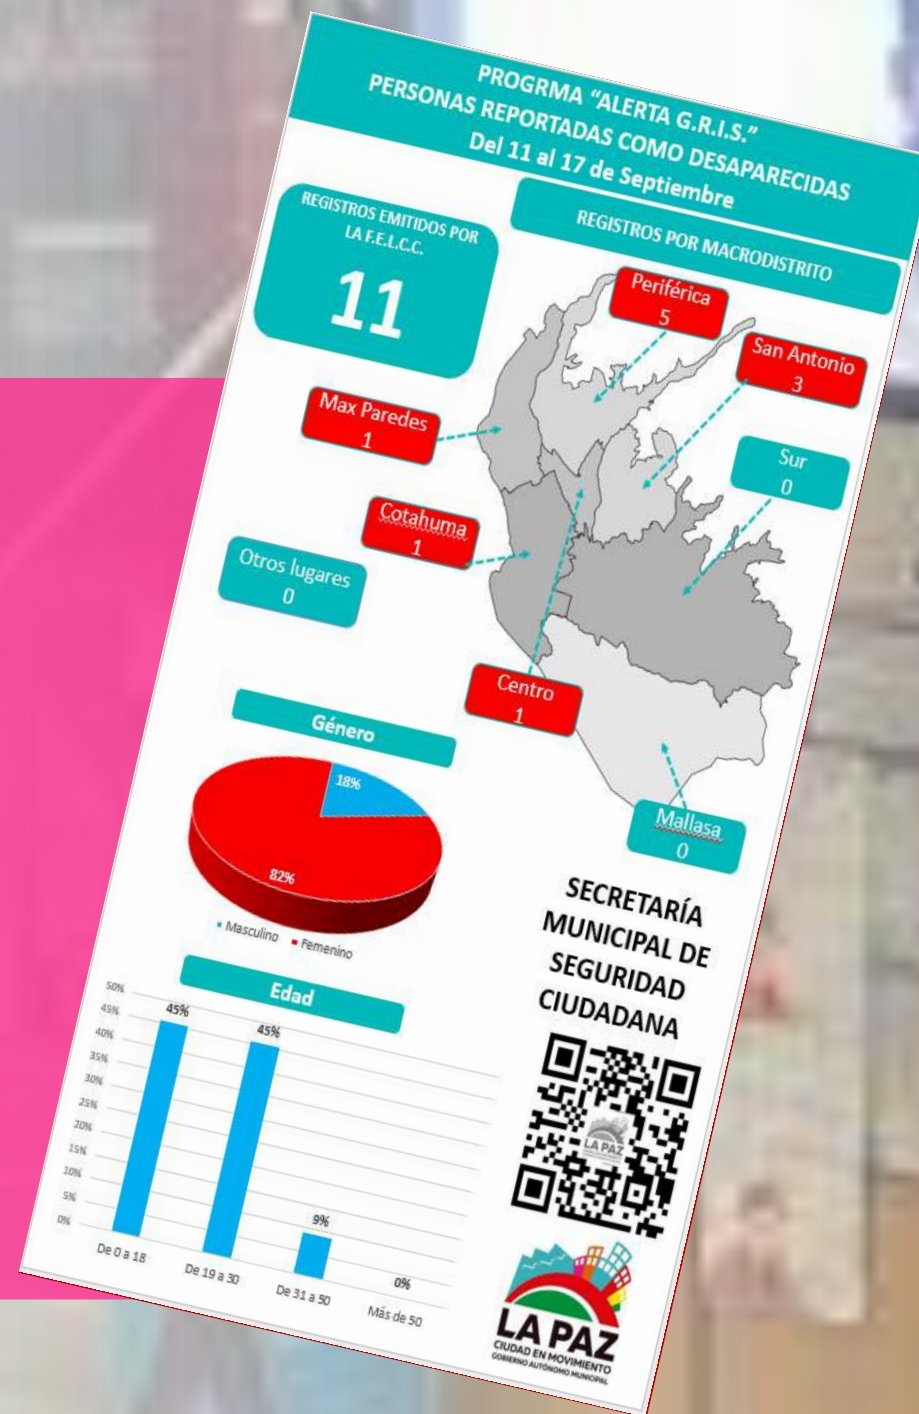 PROGRMA “ALERTA G.R.I.S.”
PERSONAS REPORTADAS COMO DESAPARECIDAS
Del 11 al 17 de Septiembre
REGISTROS EMITIDOS POR
LA F.E.L.C.C.
11
REGISTROS POR MACRODISTRITO
Periférica
5
San Antonio
3
Max Paredes
1
Sur
0
Cotahuma
1
Otros lugares
0
Centro
1
Mallasa
0
Género
18%
82%
Masculino Femenino
Edad
50%
45%
40%
35%
30%
25%
20%
15%
10%
5%
0%
45%
45%
9%
0%
De 0 a 18
De 19 a 30
De 31 a 50
Más de 50
SECRETARÍA
MUNICIPAL DE
SEGURIDAD
CIUDADANA
LA PAZ
LA PAZ
CIUDAD EN MOVIMIENTO
GOBIERNO AUTÓNOMO MUNICIPAL